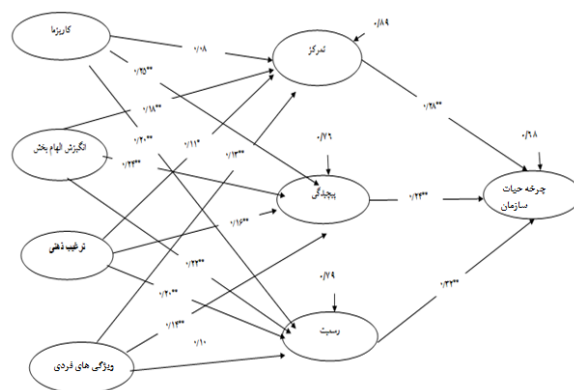 کاریزما
انگیزش الهام بخش
ترغیب ذهنی
ویژگی های فردی
تمرکز
پیچیدگی
رسمیت
چرخه حیات
سازمان
۰/۸۹
۰/۷۶
۰/۷۹
۰/۶۸
۰/۰۸
۰/۲۵**
۰/۱۸**
۰/۲۰**
۰/۱۱*
۰/۱۳**
۰/۲۴**
۰/۱۶**
۰/۲۲**
۰/۲۰**
۰/۱۴**
۰/۱۰
۰/۲۸**
۰/۲۴**
۰/۳۲**